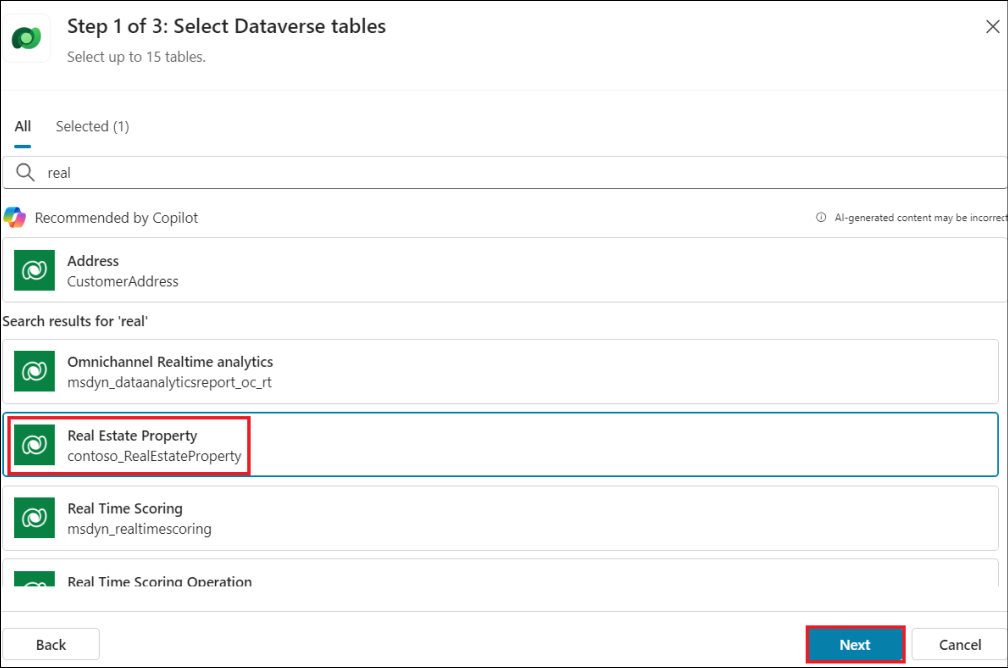 Step 1 of 3: Select Dataverse tables
Select up to 15 tables.
All
Selected (1)
real
Recommended by Copilot
AI-generated content may be incorrect
Address
CustomerAddress
Search results for 'real'
Omnichannel Realtime analytics
msdyn_dataanalyticsreport_oc_rt
Real Estate Property
contoso_RealEstateProperty
Real Time Scoring
msdyn_realtimescoring
Real Time Scoring Operation
Back
Next
Cancel